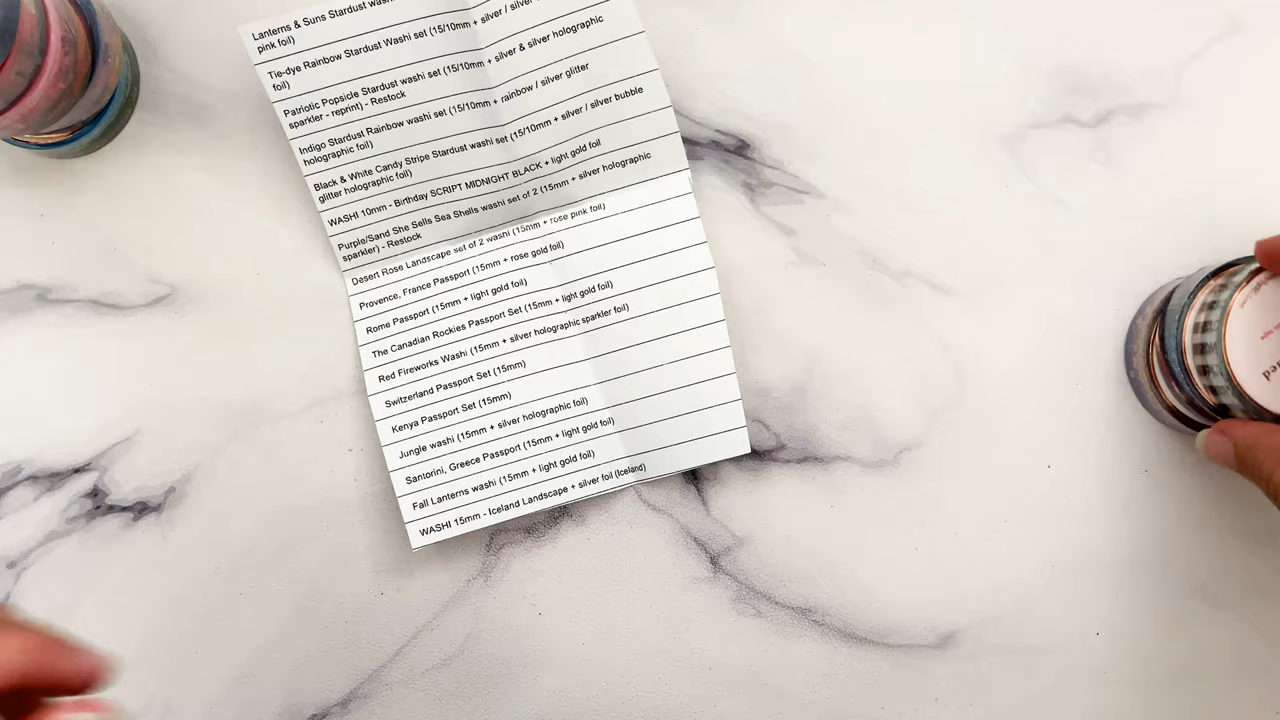 Lanterns & Suns Stardust
pink foil)
Tie-dye Rainbow Stardust Washi set (15/10mm + silver / silver
foil)
Patriotic Popsicle Stardust washi set (15/10mm + silver & silver holographic
sparkler - reprint) - Restock
Indigo Stardust Rainbow washi set (15/10mm + rainbow / silver glitter
holographic foil)
Black & White Candy Stripe Stardust washi set (15/10mm + silver / silver bubble
glitter holographic foil)
WASHI 10mm - Birthday SCRIPT MIDNIGHT BLACK + light gold foil
Purple/Sand She Sells Sea Shells washi set of 2 (15mm + silver holographic
sparkler) - Restock
Desert Rose Landscape set of 2 washi (15mm + rose pink foil)
Provence, France Passport (15mm + rose gold foil)
Rome Passport (15mm + light gold foil)
The Canadian Rockies Passport Set (15mm + light gold foil)
Red Fireworks Washi (15mm + silver holographic sparkler foil)
Switzerland Passport Set (15mm)
Kenya Passport Set (15mm)
Jungle washi (15mm + silver holographic foil)
Santorini, Greece Passport (15mm + light gold foil)
Fall Lanterns washi (15mm + light gold foil)
WASHI 15mm - Iceland Landscape + silver foil (Iceland)